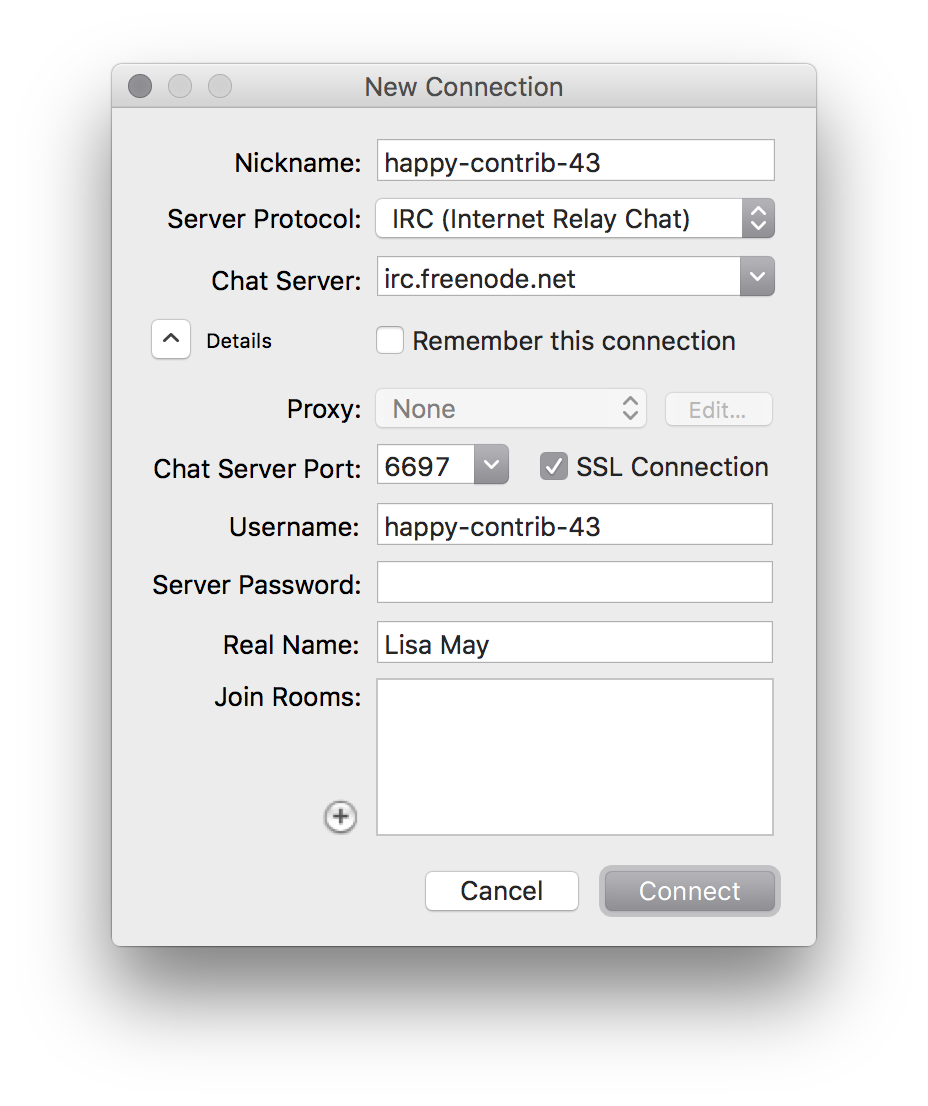 New Connection
Nickname: happy-contrib-43
Server Protocol: IRC (Internet Relay Chat)
Chat Server: irc.freenode.net
Details Remember this connection
Proxy: None Edit...
Chat Server Port: 6697 SSL Connection
Username: happy-contrib-43
Server Password:
Real Name: Lisa May
Join Rooms:
Cancel Connect